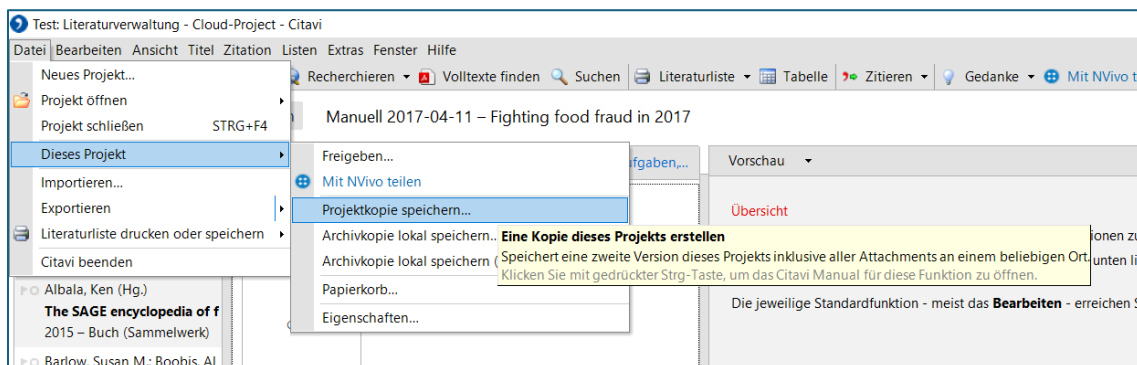 Test: Literaturverwaltung - Cloud-Project - Citavi
Datei Bearbeiten Ansicht Titel Zitation Listen Extras Fenster Hilfe
Recherchieren Volltexte finden Suchen Literaturliste Tabelle Zitieren Gedanke Mit NVivo t
Neues Projekt...
Projekt öffnen
Projekt schließen STRG+F4
Dieses Projekt
Importieren...
Exportieren
Literaturliste drucken oder speichern
Citavi beenden
Manuell 2017-04-11 – Fighting food fraud in 2017
ufgaben,...
Freigeben...
Mit NVivo teilen
Projektkopie speichern...
Archivkopie lokal speichern..
Archivkopie lokal speichern (
Papierkorb...
Eigenschaften...
Eine Kopie dieses Projekts erstellen
Speichert eine zweite Version dieses Projekts inklusive aller Attachments an einem beliebigen Ort.
Klicken Sie mit gedrückter Strg-Taste, um das Citavi Manual für diese Funktion zu öffnen.
Vorschau
Übersicht
ionen zu
unten li
Die jeweilige Standardfunktion - meist das Bearbeiten - erreichen S
Albala, Ken (Hg.)
The SAGE encyclopedia of f
2015 – Buch (Sammelwerk)
Barlow, Susan M.; Boobis, Al